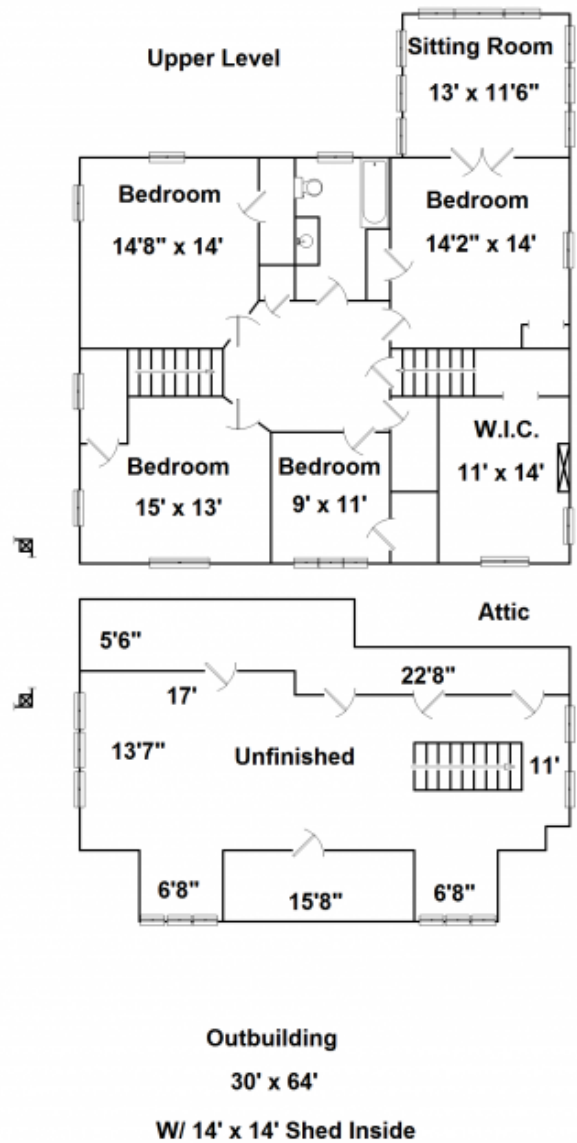 Upper Level
Sitting Room
13' x 11'6"
Bedroom
14'8" x 14'
Bedroom
14'2" x 14'
W.I.C.
11' x 14'
Bedroom
15' x 13'
Bedroom
9' x 11'
Attic
5'6"
22'8"
17'
13'7"
Unfinished
11'
6'8"
15'8"
6'8"
Outbuilding
30' x 64'
W/ 14' x 14' Shed Inside